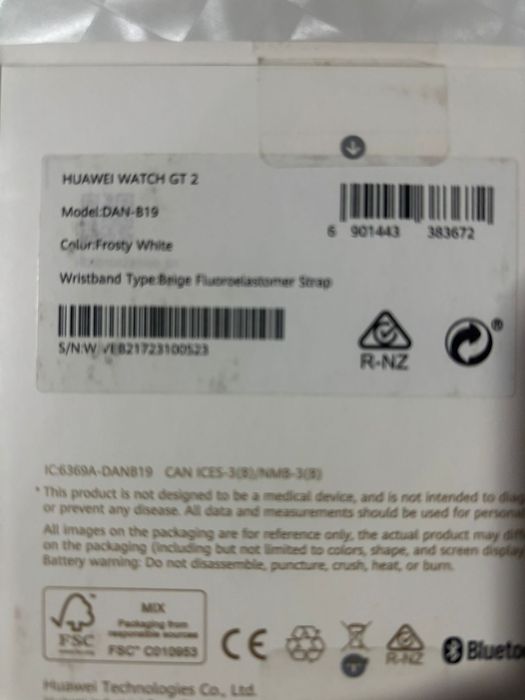 HUAWEI WATCH GT 2
Model:DAN-B19
Color:Frosty White
Wristband Type:Beige Fluoroelastomer Strap
6 901443 383672
R-NZ
IC:6369A-DANB19 CAN ICES-3(B)/NMB-3(B)
* This product is not designed to be a medical device, and is not intended to
or prevent any disease. All data and measurements should be used for
All images on the packaging are for reference only, the actual product may
on the packaging (including but not limited to colors, shape, and screen
Battery warning: Do not disassemble, puncture, crush, heat, or burn.
FSC
MIX
Packaging from
responsible sources
FSC® C010953
CE
R-NZ
Huawei Technologies Co., Ltd.